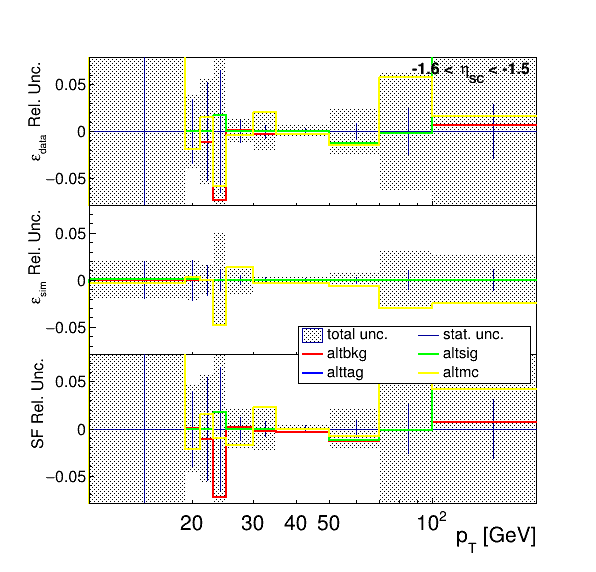 -1.6 < η_SC < -1.5
ε_data Rel. Unc.
0.05
0
−0.05
ε_sim Rel. Unc.
0.05
0
−0.05
total unc. stat. unc.
altbkg altsig
alttag altmc
SF Rel. Unc.
0.05
0
−0.05
20 30 40 50 10²
p_T [GeV]